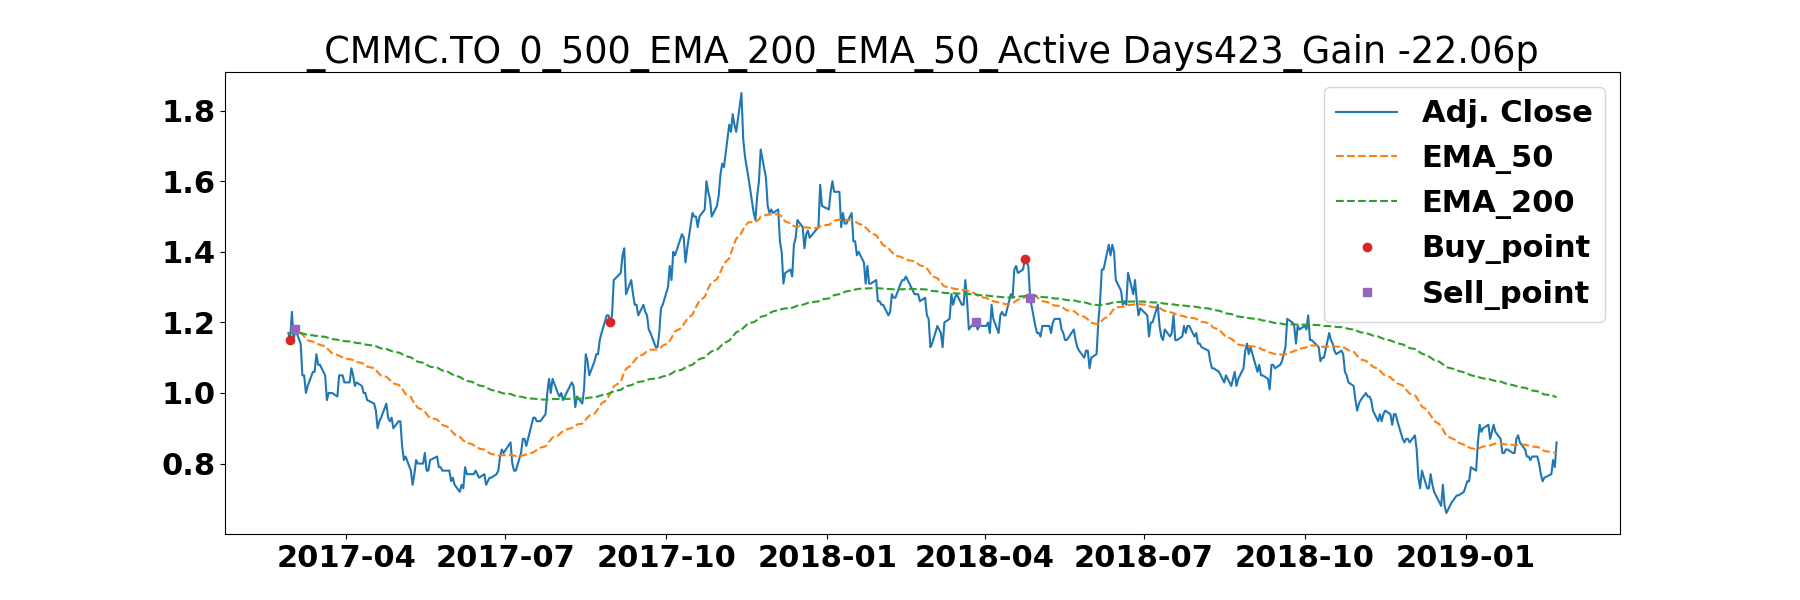 _CMMC.TO_0_500_EMA_200_EMA_50_Active Days423_Gain -22.06p
1.8
1.6
1.4
1.2
1.0
0.8
Adj. Close
EMA_50
EMA_200
Buy_point
Sell_point
2017-04 2017-07 2017-10 2018-01 2018-04 2018-07 2018-10 2019-01